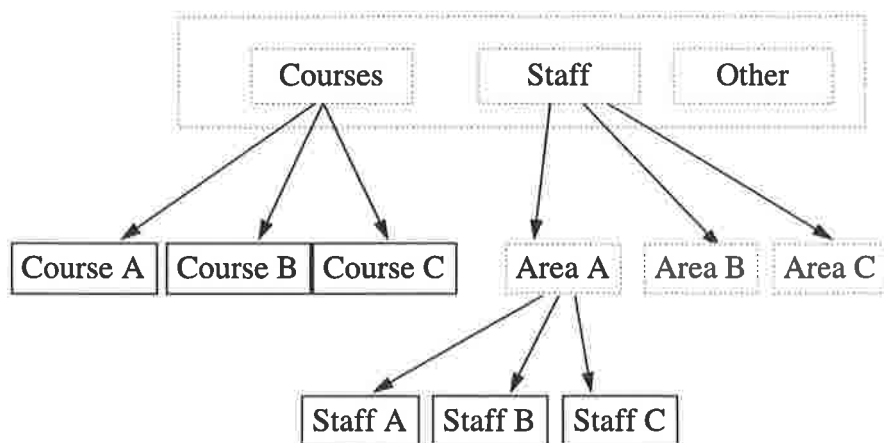 Courses Staff Other
Course A Course B Course C Area A Area B Area C
Staff A Staff B Staff C